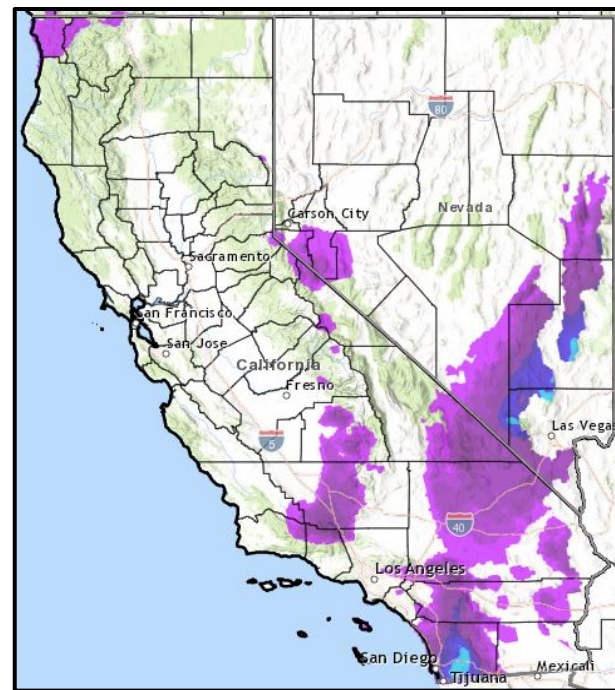 80
Carson City
Nevada
Sacramento
San Francisco
San Jose
California
Fresno
5
Las Vegas
40
Los Angeles
San Diego
Tijuana
Mexicali